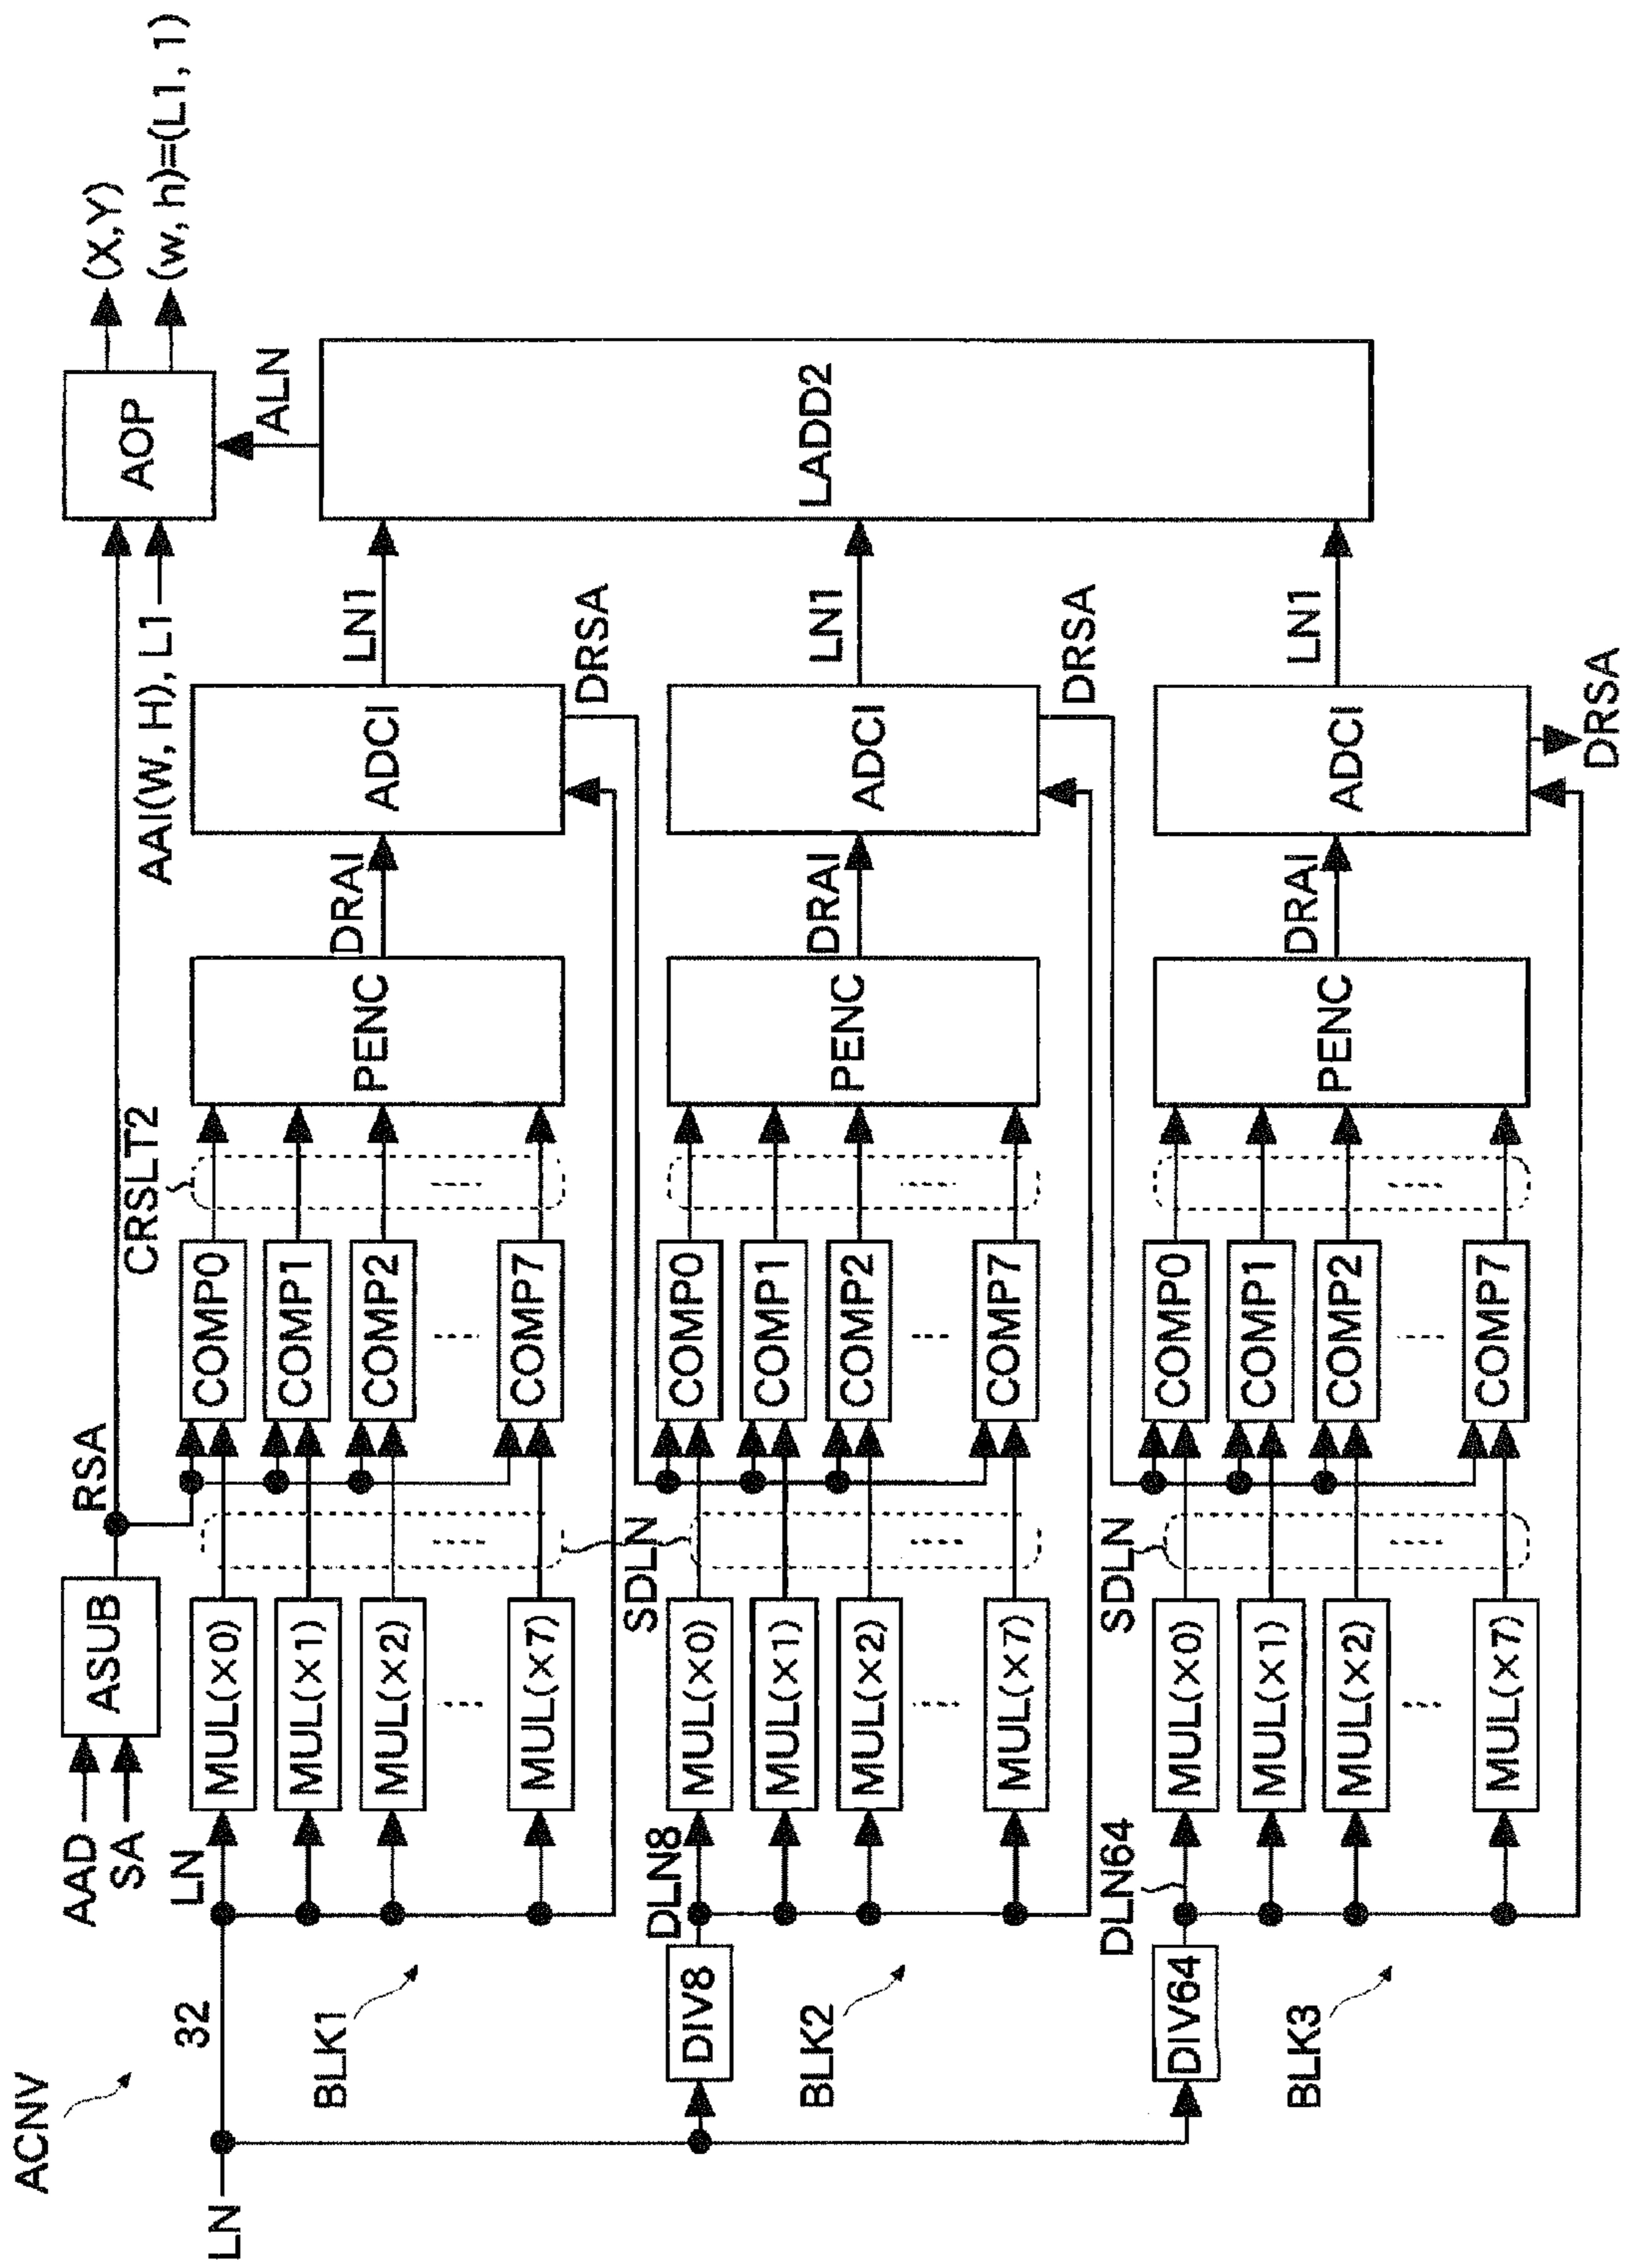 ACNV
AAD
SA
ASUB
RSA
AAI(W, H), L1
AOP
(X,Y)
(w, h)=(L1, 1)
ALN
LN
32
LN
BLK1
MUL(×0)
MUL(×1)
MUL(×2)
MUL(×7)
COMP0
COMP1
COMP2
COMP7
CRSLT2
PENC
DRAI
ADCI
LN1
DRSA
LADD2
SDLN
DIV8
DLN8
BLK2
MUL(×0)
MUL(×1)
MUL(×2)
MUL(×7)
COMP0
COMP1
COMP2
COMP7
PENC
DRAI
ADCI
LN1
DRSA
SDLN
DIV64
DLN64
BLK3
MUL(×0)
MUL(×1)
MUL(×2)
MUL(×7)
COMP0
COMP1
COMP2
COMP7
PENC
DRAI
ADCI
LN1
DRSA